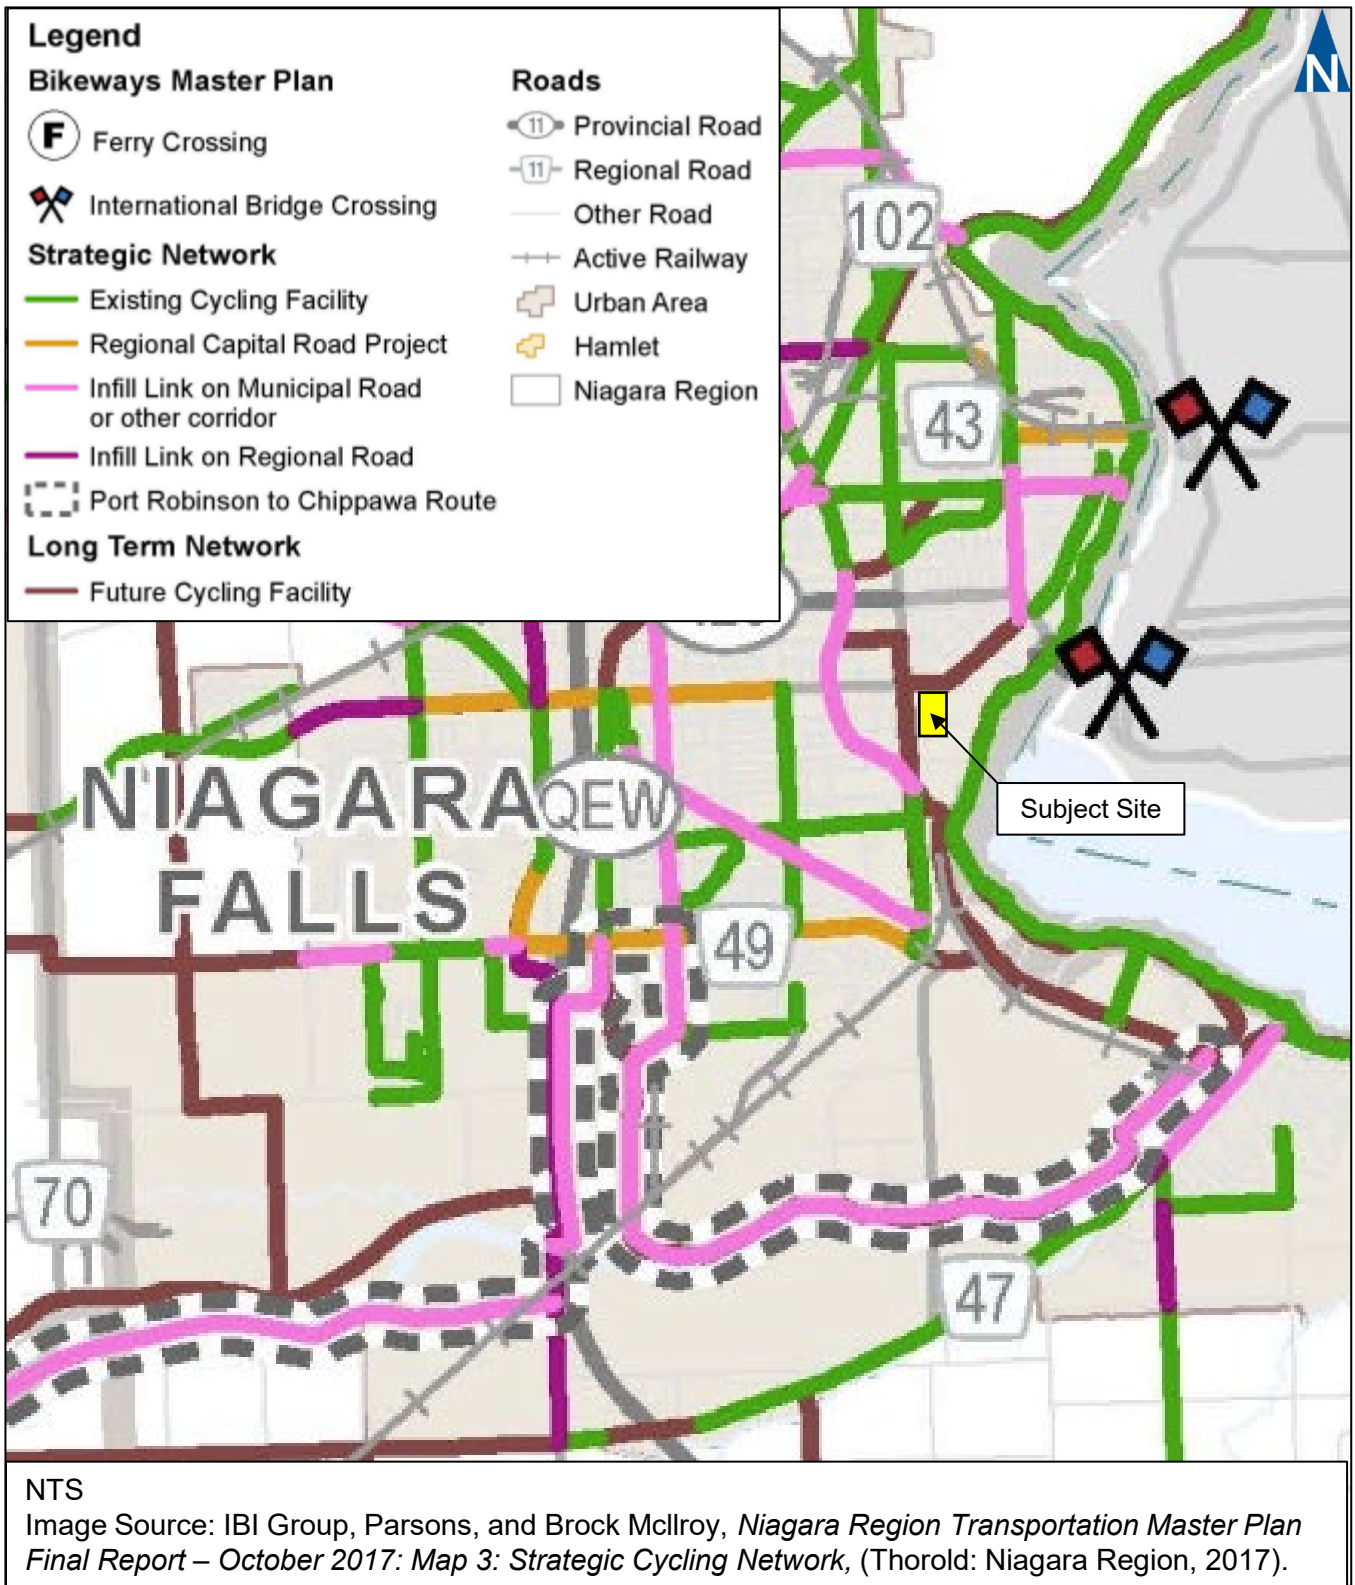 Legend
Bikeways Master Plan
F Ferry Crossing
International Bridge Crossing
Strategic Network
Existing Cycling Facility
Regional Capital Road Project
Infill Link on Municipal Road
or other corridor
Infill Link on Regional Road
Port Robinson to Chippawa Route
Long Term Network
Future Cycling Facility
Roads
11 Provincial Road
11 Regional Road
Other Road
Active Railway
Urban Area
Hamlet
Niagara Region
N
102
43
Subject Site
NIAGARA
FALLS
QEW
49
70
47
NTS
Image Source: IBI Group, Parsons, and Brock McIlroy, Niagara Region Transportation Master Plan
Final Report – October 2017: Map 3: Strategic Cycling Network, (Thorold: Niagara Region, 2017).